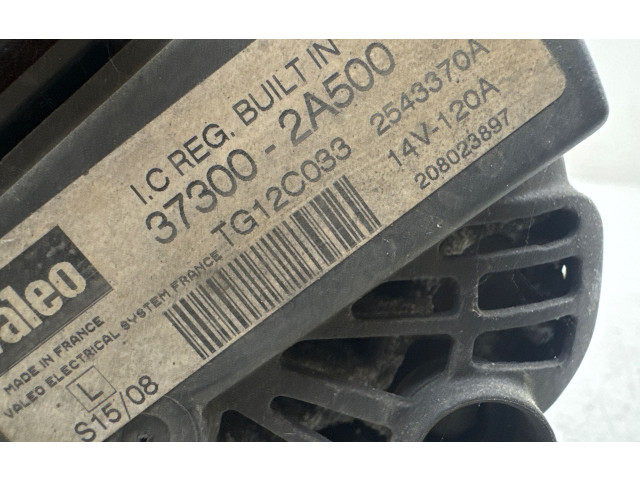 I.C REG. BUILT IN
37300 - 2A500
TG12C033 2543370A
14V-120A
208023897
Valeo
MADE IN FRANCE
VALEO ELECTRICAL SYSTEM FRANCE
L
S15/08